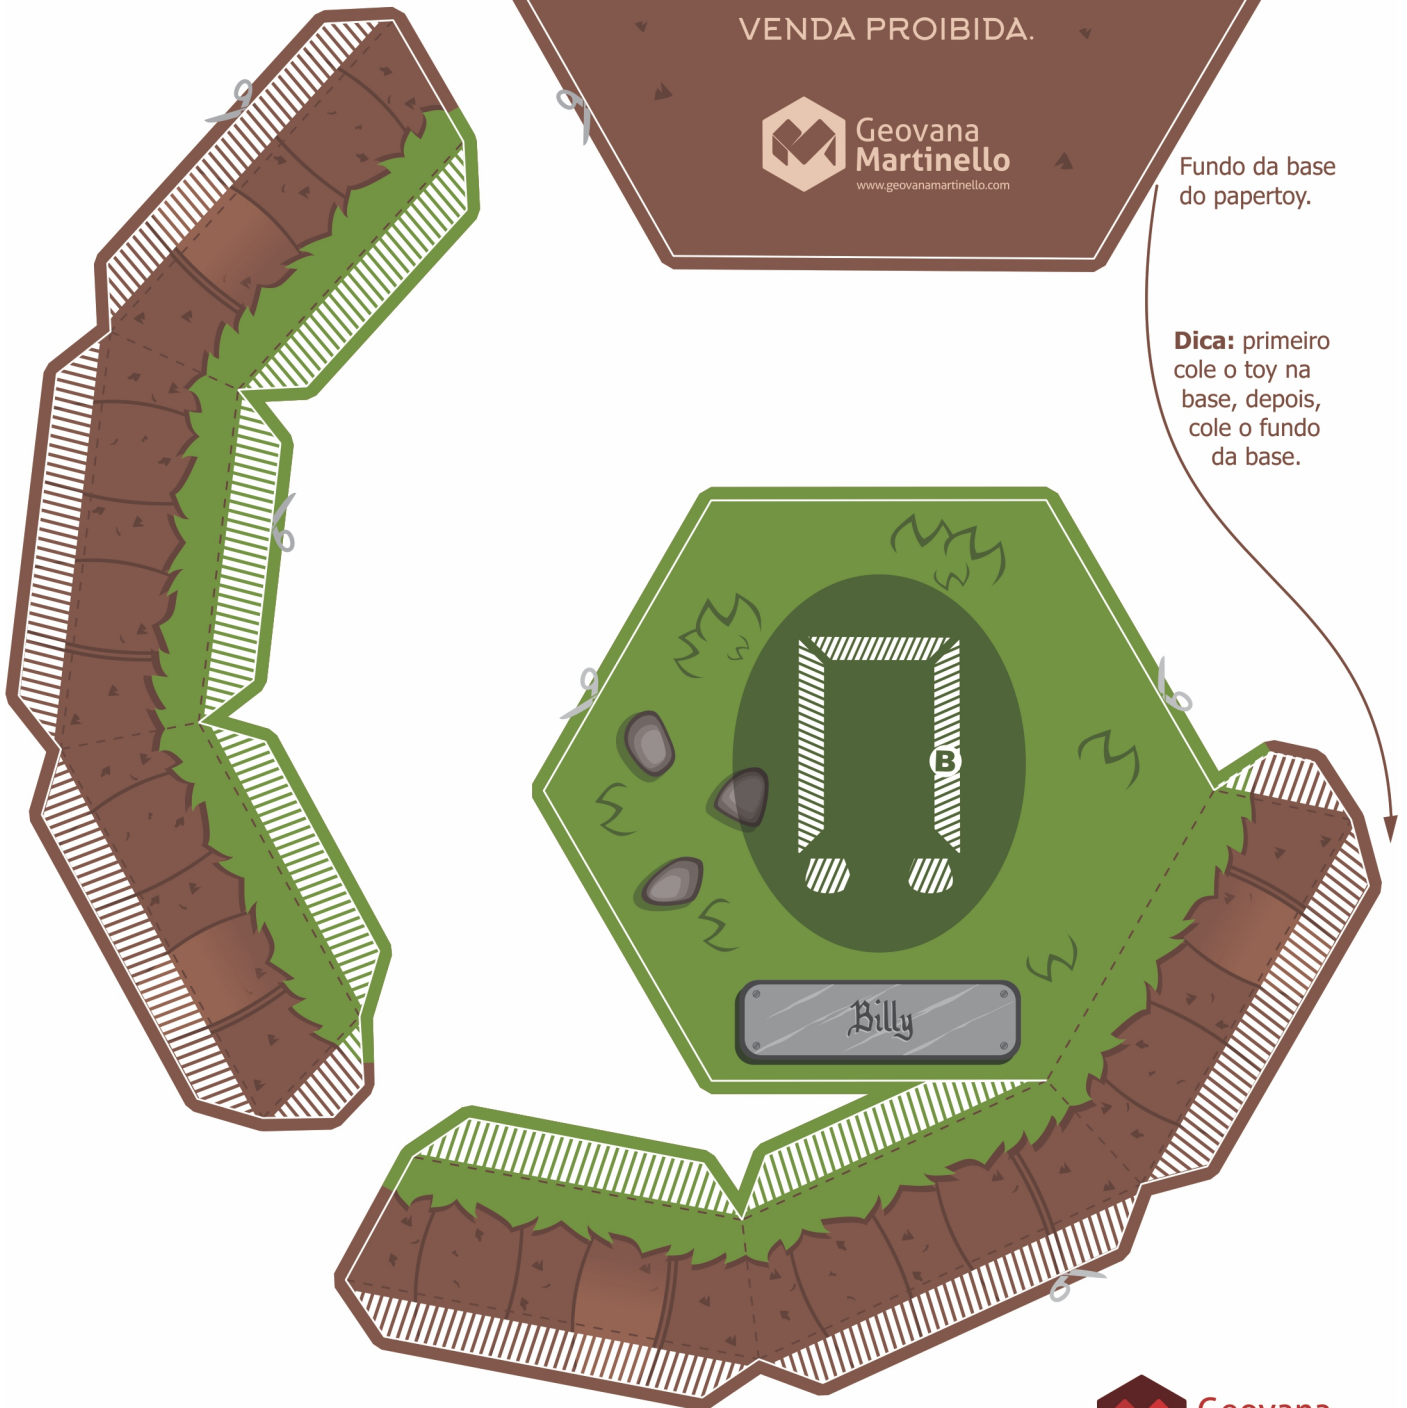 VENDA PROIBIDA.
Geovana
Martinello
www.geovanamartinello.com
Fundo da base
do papertoy.
Dica: primeiro
cole o toy na
base, depois,
cole o fundo
da base.
B
Billy
Geovana